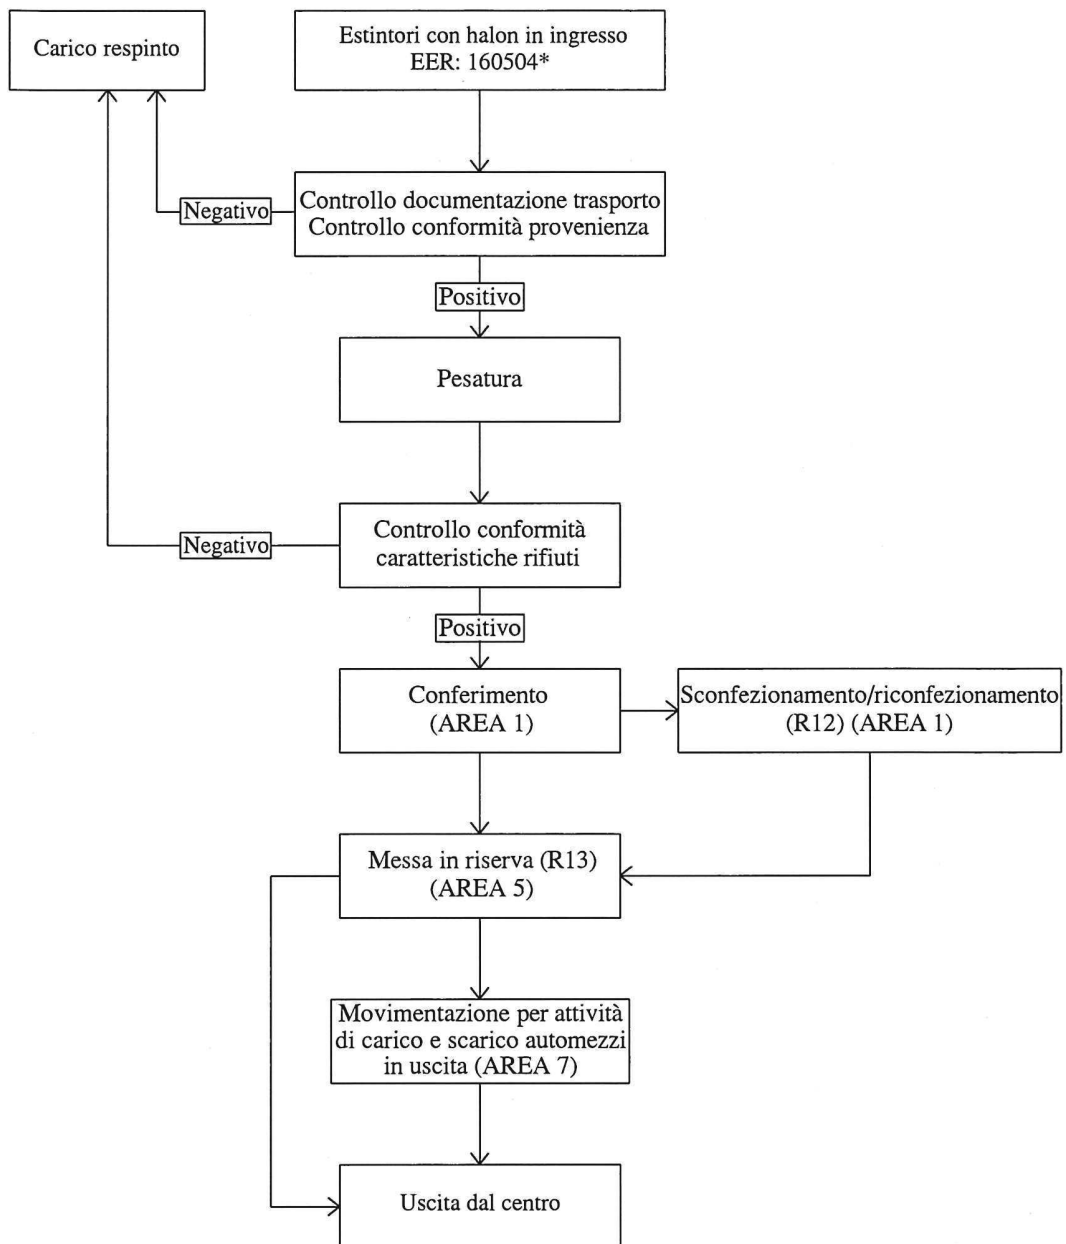 Carico respinto
Estintori con halon in ingresso
EER: 160504*
Controllo documentazione trasporto
Controllo conformità provenienza
Negativo
Positivo
Pesatura
Controllo conformità
caratteristiche rifiuti
Negativo
Positivo
Conferimento
(AREA 1)
Sconfezionamento/riconfezionamento
(R12) (AREA 1)
Messa in riserva (R13)
(AREA 5)
Movimentazione per attività
di carico e scarico automezzi
in uscita (AREA 7)
Uscita dal centro